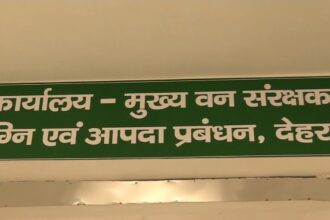 कार्यालय – मुख्य वन संरक्षक
एवं आपदा प्रबंधन,